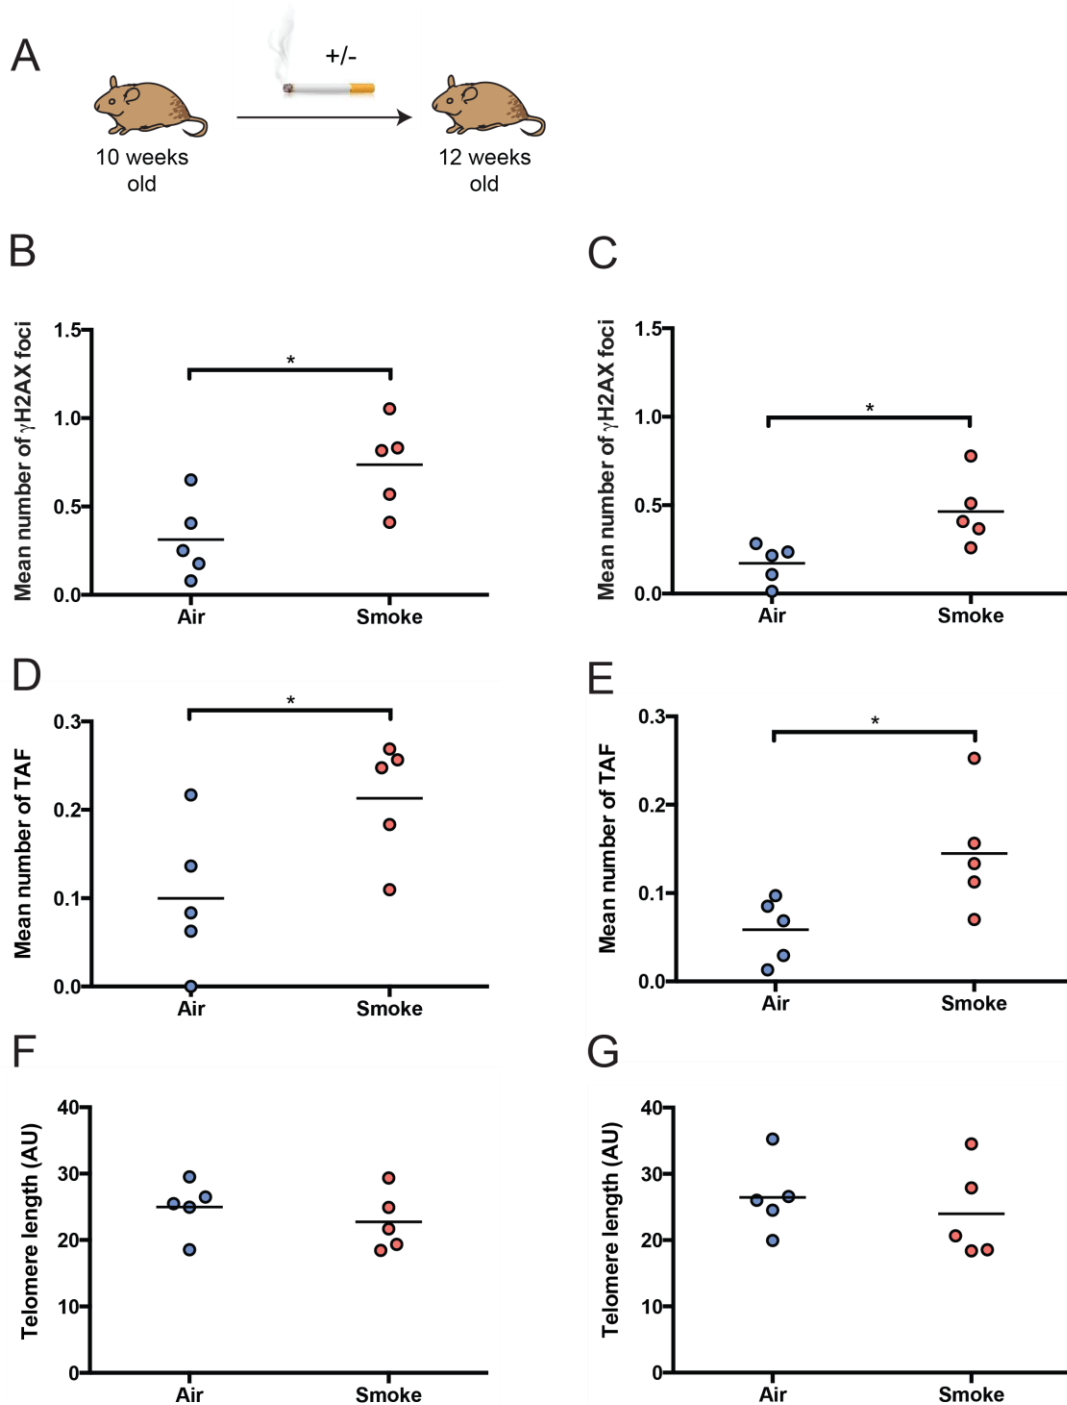 A
+/-
10 weeks
old
12 weeks
old
B
Mean number of γH2AX foci
1.5
1.0
0.5
0.0
*
Air
Smoke
C
Mean number of γH2AX foci
1.5
1.0
0.5
0.0
*
Air
Smoke
D
Mean number of TAF
0.3
0.2
0.1
0.0
*
Air
Smoke
E
Mean number of TAF
0.3
0.2
0.1
0.0
*
Air
Smoke
F
Telomere length (AU)
40
30
20
10
0
Air
Smoke
G
Telomere length (AU)
40
30
20
10
0
Air
Smoke